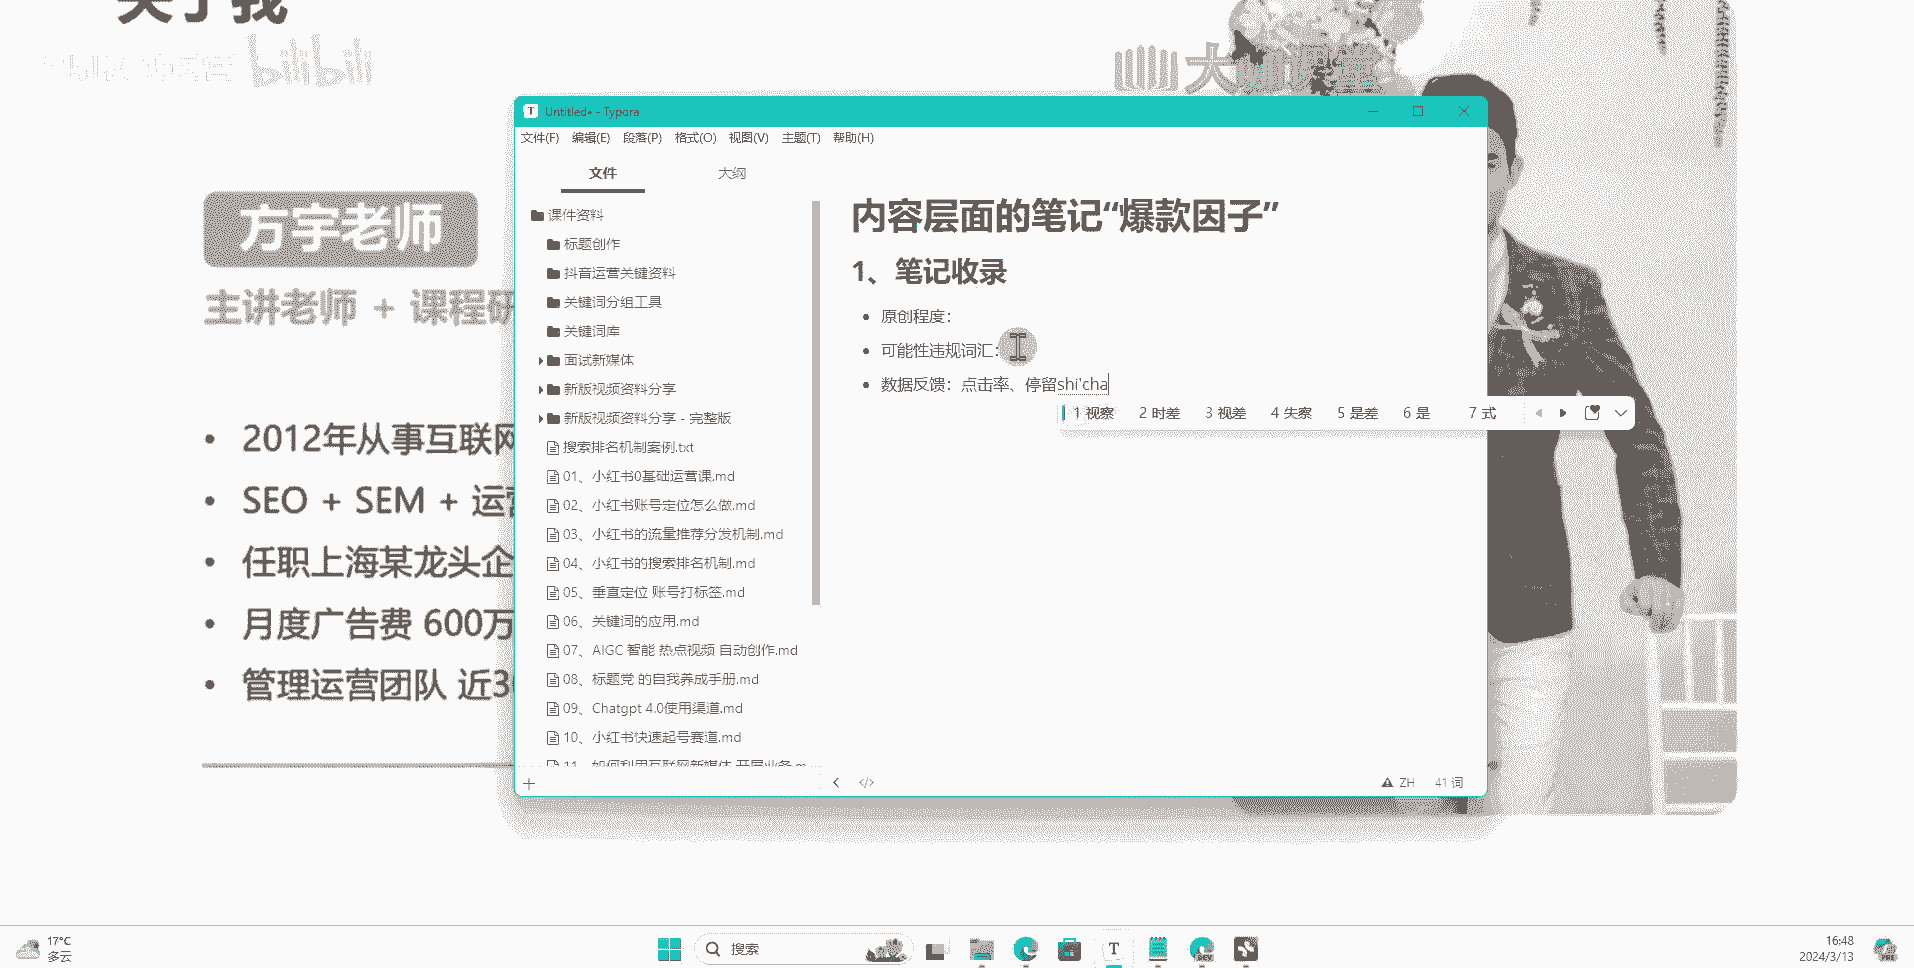 关于我
bilibili
方宇老师
主讲老师 + 课程研
• 2012年从事互联网
• SEO + SEM + 运营
• 任职上海某龙头企
• 月度广告费 600万
• 管理运营团队 近30
Untitled• - Typora
文件(F) 编辑(E) 段落(P) 格式(O) 视图(V) 主题(T) 帮助(H)
文件 大纲
课件资料
标题创作
抖音运营关键资料
关键词分组工具
关键词库
面试新媒体
新版视频资料分享
新版视频资料分享 - 完整版
搜索排名机制案例.txt
01、小红书0基础运营课.md
02、小红书账号定位怎么做.md
03、小红书的流量推荐分发机制.md
04、小红书的搜索排名机制.md
05、垂直定位 账号打标签.md
06、关键词的应用.md
07、AIGC 智能 热点视频 自动创作.md
08、标题党 的自我养成手册.md
09、Chatgpt 4.0使用渠道.md
10、小红书快速起号赛道.md
11、如何利用互联网新媒体 开展业务.m
内容层面的笔记“爆款因子”
1、笔记收录
• 原创程度：
• 可能性违规词汇：
• 数据反馈：点击率、停留shi'cha
1 视察 2 时差 3 视差 4 失察 5 是差 6 是 7 式
</> ZH 41 词
17°C
多云
搜索
16:48
2024/3/13